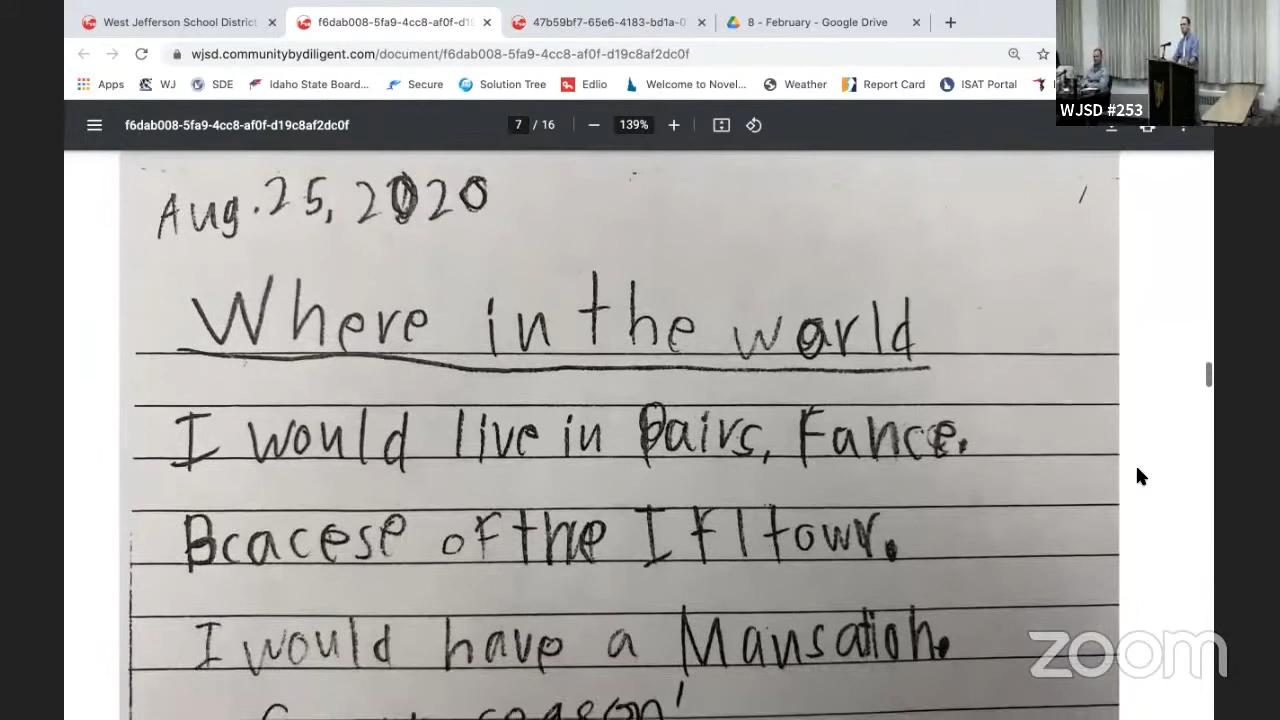 West Jefferson School District
f6dab008-5fa9-4cc8-af0f-d1
47b59bf7-65e6-4183-bd1a-0
8 - February - Google Drive
wjsd.communitybydiligent.com/document/f6dab008-5fa9-4cc8-af0f-d19c8af2dc0f
Apps WJ SDE Idaho State Board... Secure Solution Tree Edlio Welcome to Novel... Weather Report Card ISAT Portal
WJSD #253
f6dab008-5fa9-4cc8-af0f-d19c8af2dc0f 7 / 16 139%
Aug. 25, 2020
Where in the world
I would live in Pairs, Fance.
Bcacese of the I fl towr.
I would have a Mansation.
zoom